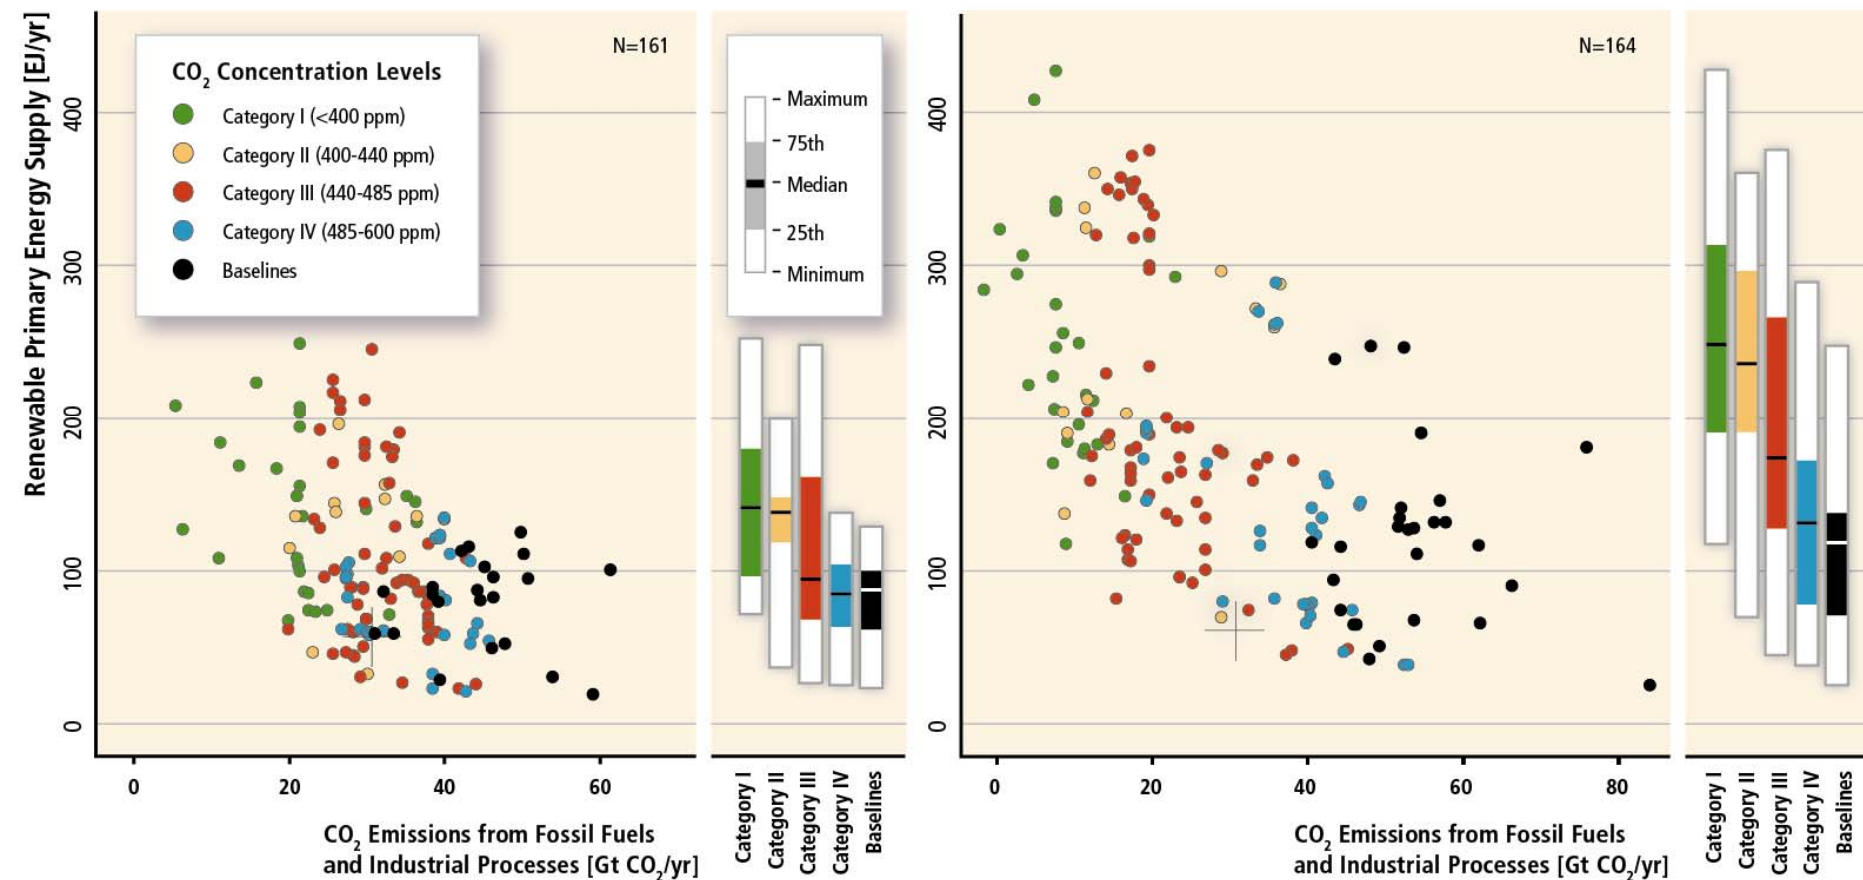 Renewable Primary Energy Supply [EJ/yr]
400
300
200
100
0
CO2 Concentration Levels
Category I (<400 ppm)
Category II (400-440 ppm)
Category III (440-485 ppm)
Category IV (485-600 ppm)
Baselines
N=161
0
20
40
60
CO2 Emissions from Fossil Fuels
and Industrial Processes [Gt CO2/yr]
Maximum
75th
Median
25th
Minimum
Category I
Category II
Category III
Category IV
Baselines
400
300
200
100
0
N=164
0
20
40
60
80
CO2 Emissions from Fossil Fuels
and Industrial Processes [Gt CO2/yr]
Category I
Category II
Category III
Category IV
Baselines